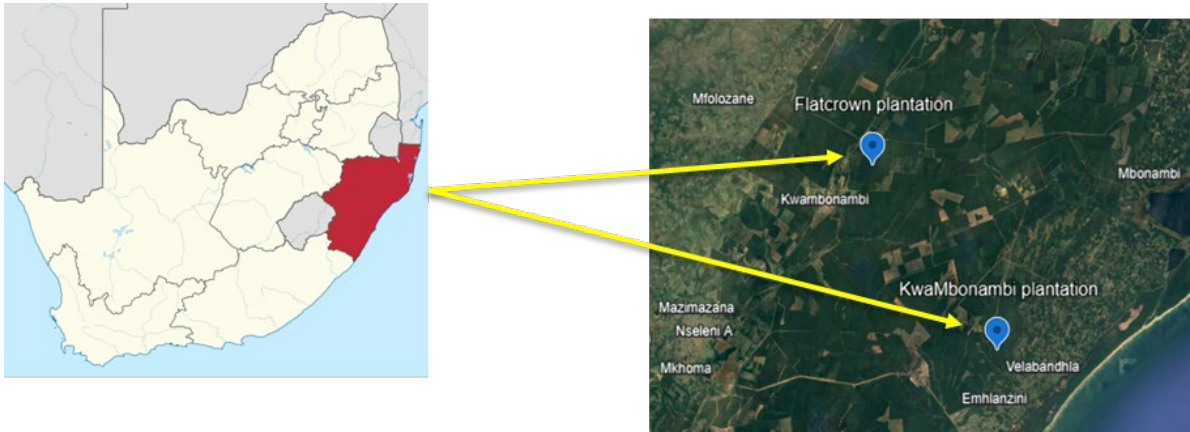 Mfolozane
Flatcrown plantation
Kwambonambi
Mbonambi
KwaMbonambi plantation
Mazimazana
Nseleni A
Mkhoma
Velabandhla
Emhlanzini